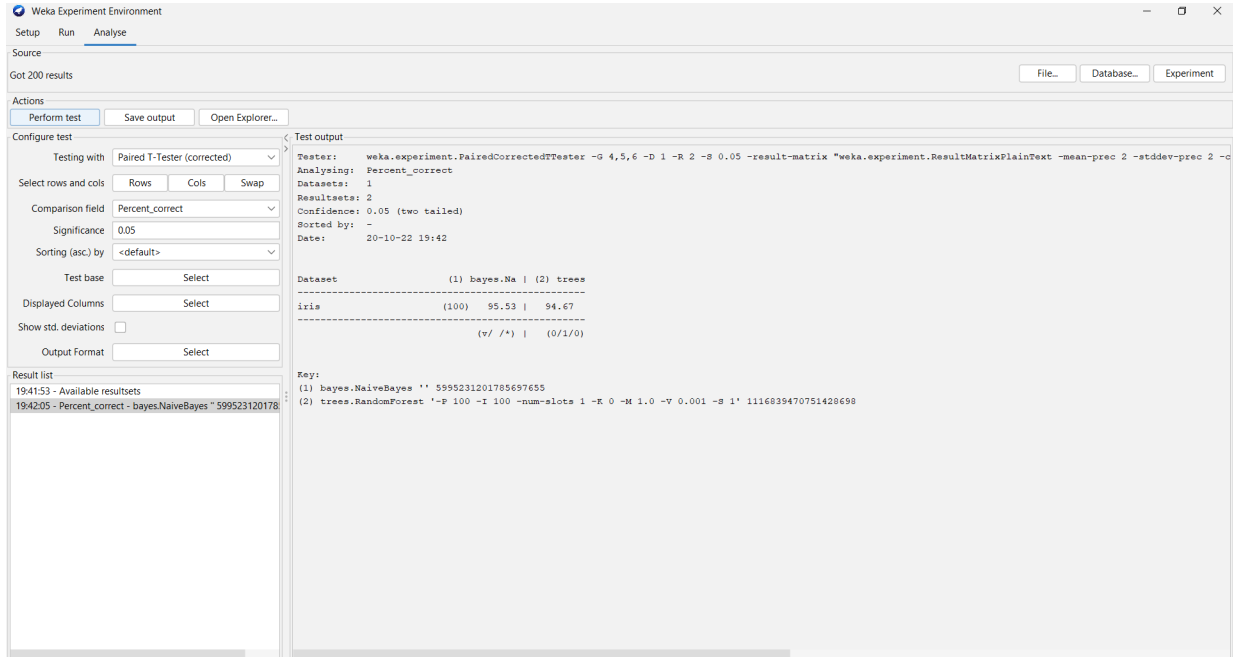 Weka Experiment Environment
Setup Run Analyse
Source
Got 200 results
File... Database... Experiment
Actions
Perform test Save output Open Explorer...
Configure test
Testing with Paired T-Tester (corrected)
Select rows and cols Rows Cols Swap
Comparison field Percent_correct
Significance 0.05
Sorting (asc.) by <default>
Test base Select
Displayed Columns Select
Show std. deviations
Output Format Select
Result list
19:41:53 - Available resultsets
19:42:05 - Percent_correct - bayes.NaiveBayes '' 599523120178
Test output
Tester: weka.experiment.PairedCorrectedTTester -G 4,5,6 -D 1 -R 2 -S 0.05 -result-matrix "weka.experiment.ResultMatrixPlainText -mean-prec 2 -stddev-prec 2 -c
Analysing: Percent_correct
Datasets: 1
Resultsets: 2
Confidence: 0.05 (two tailed)
Sorted by: -
Date: 20-10-22 19:42
Dataset (1) bayes.Na | (2) trees
--------------------------------------------------
iris (100) 95.53 | 94.67
--------------------------------------------------
(v/ /*) | (0/1/0)
Key:
(1) bayes.NaiveBayes '' 5995231201785697655
(2) trees.RandomForest '-P 100 -I 100 -num-slots 1 -K 0 -M 1.0 -V 0.001 -S 1' 1116839470751428698